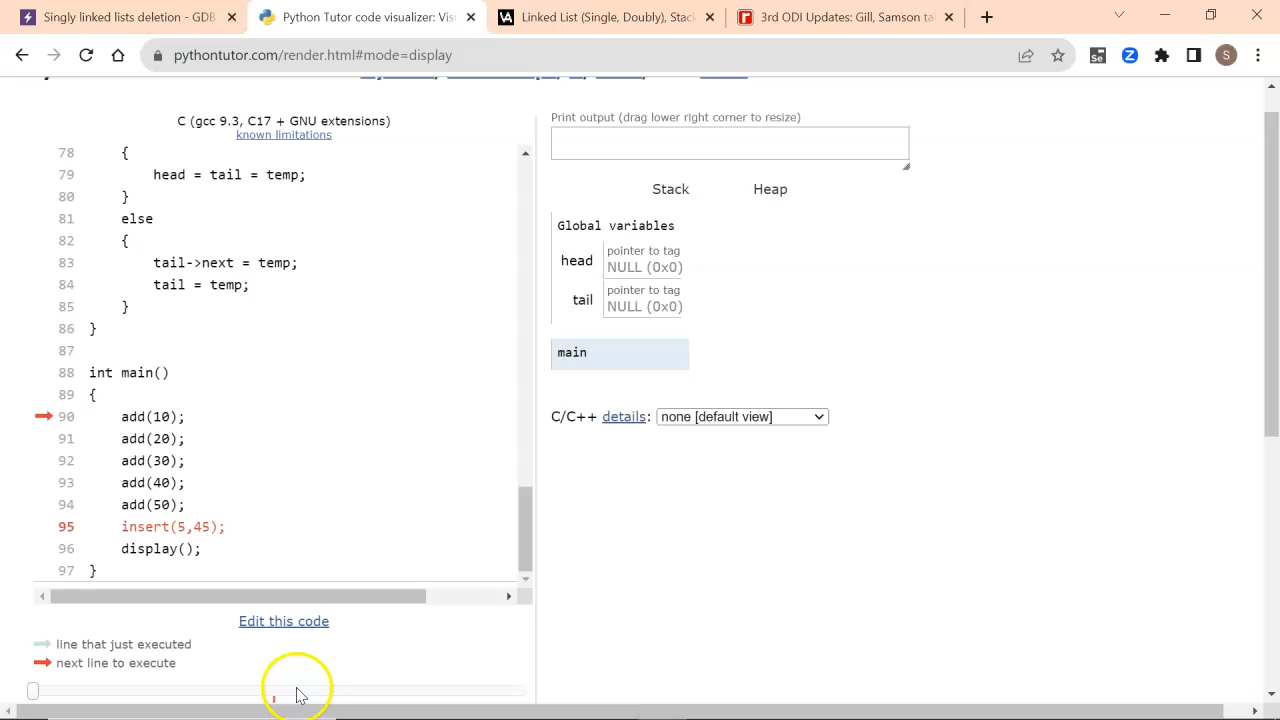 Singly linked lists deletion - GDB
Python Tutor code visualizer: Vis
Linked List (Single, Doubly), Stack
3rd ODI Updates: Gill, Samson ta
pythontutor.com/render.html#mode=display
C (gcc 9.3, C17 + GNU extensions)
known limitations
78 {
79 head = tail = temp;
80 }
81 else
82 {
83 tail->next = temp;
84 tail = temp;
85 }
86 }
87
88 int main()
89 {
90 add(10);
91 add(20);
92 add(30);
93 add(40);
94 add(50);
95 insert(5,45);
96 display();
97 }
Edit this code
line that just executed
next line to execute
Print output (drag lower right corner to resize)
Stack Heap
Global variables
head pointer to tag NULL (0x0)
tail pointer to tag NULL (0x0)
main
C/C++ details: none [default view]